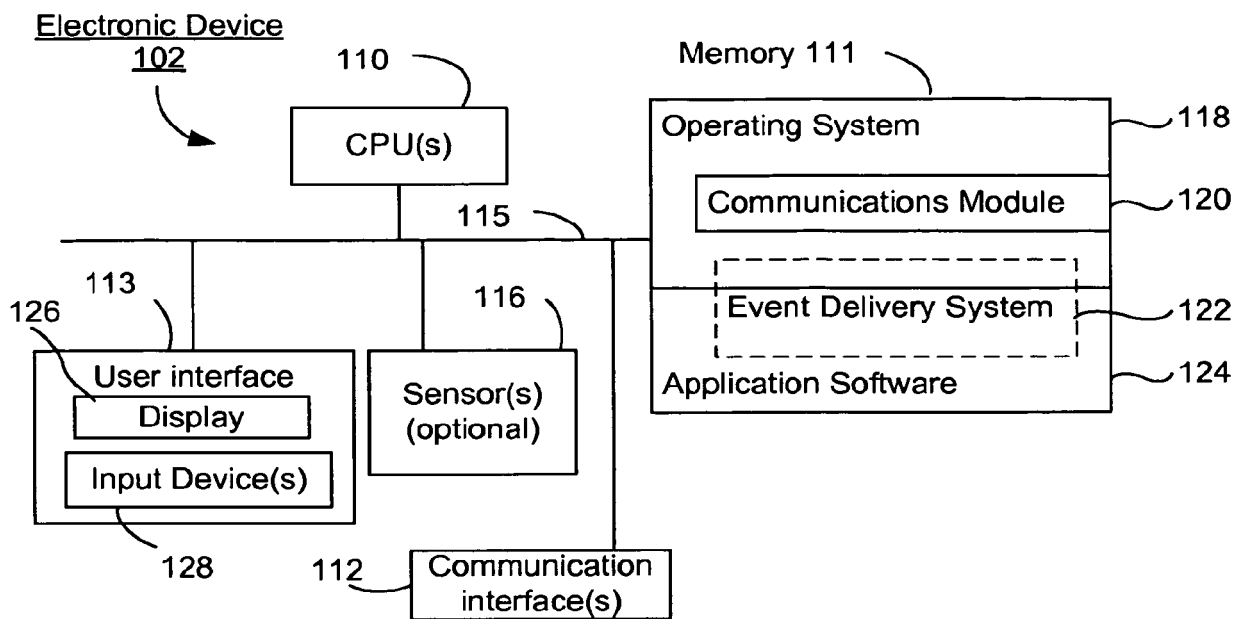 Electronic Device
102
110
CPU(s)
Memory 111
Operating System
118
Communications Module
120
115
Event Delivery System
122
Application Software
124
113
126
User interface
Display
Input Device(s)
128
116
Sensor(s)
(optional)
112
Communication
interface(s)